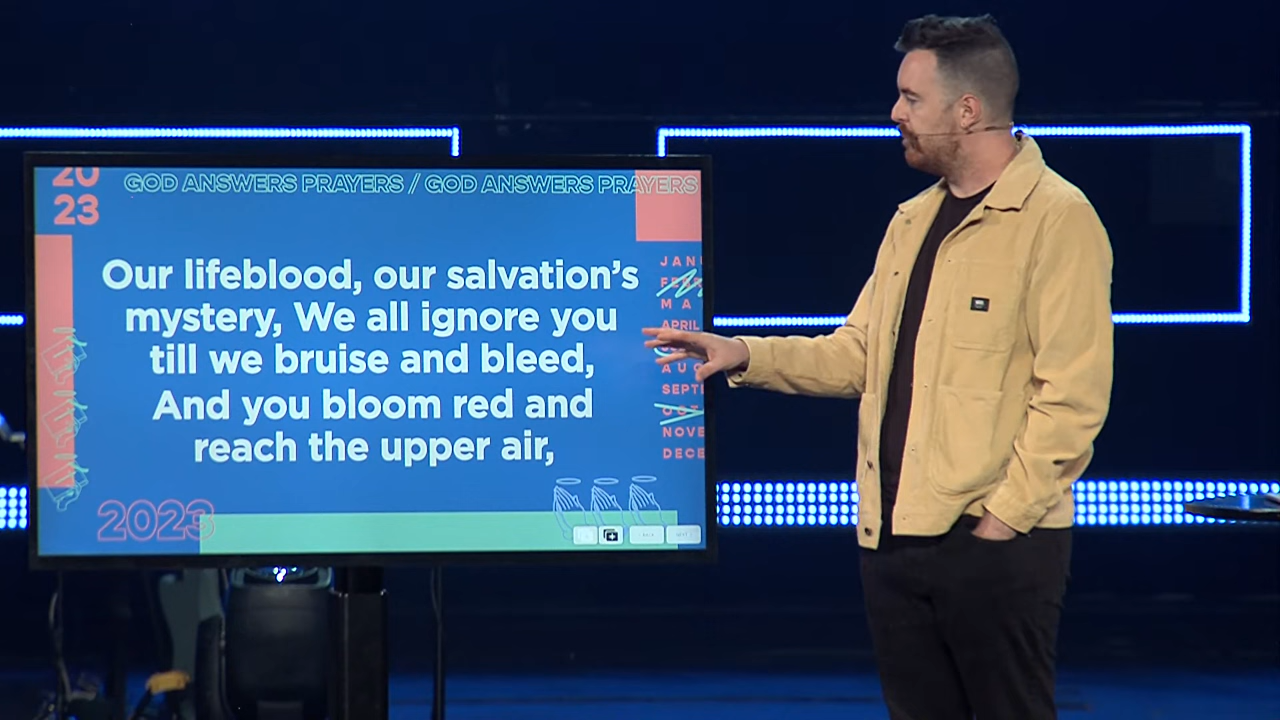 20
23
GOD ANSWERS PRAYERS / GOD ANSWERS PRAYERS
Our lifeblood, our salvation's
mystery, We all ignore you
till we bruise and bleed,
And you bloom red and
reach the upper air,
APRIL
2023